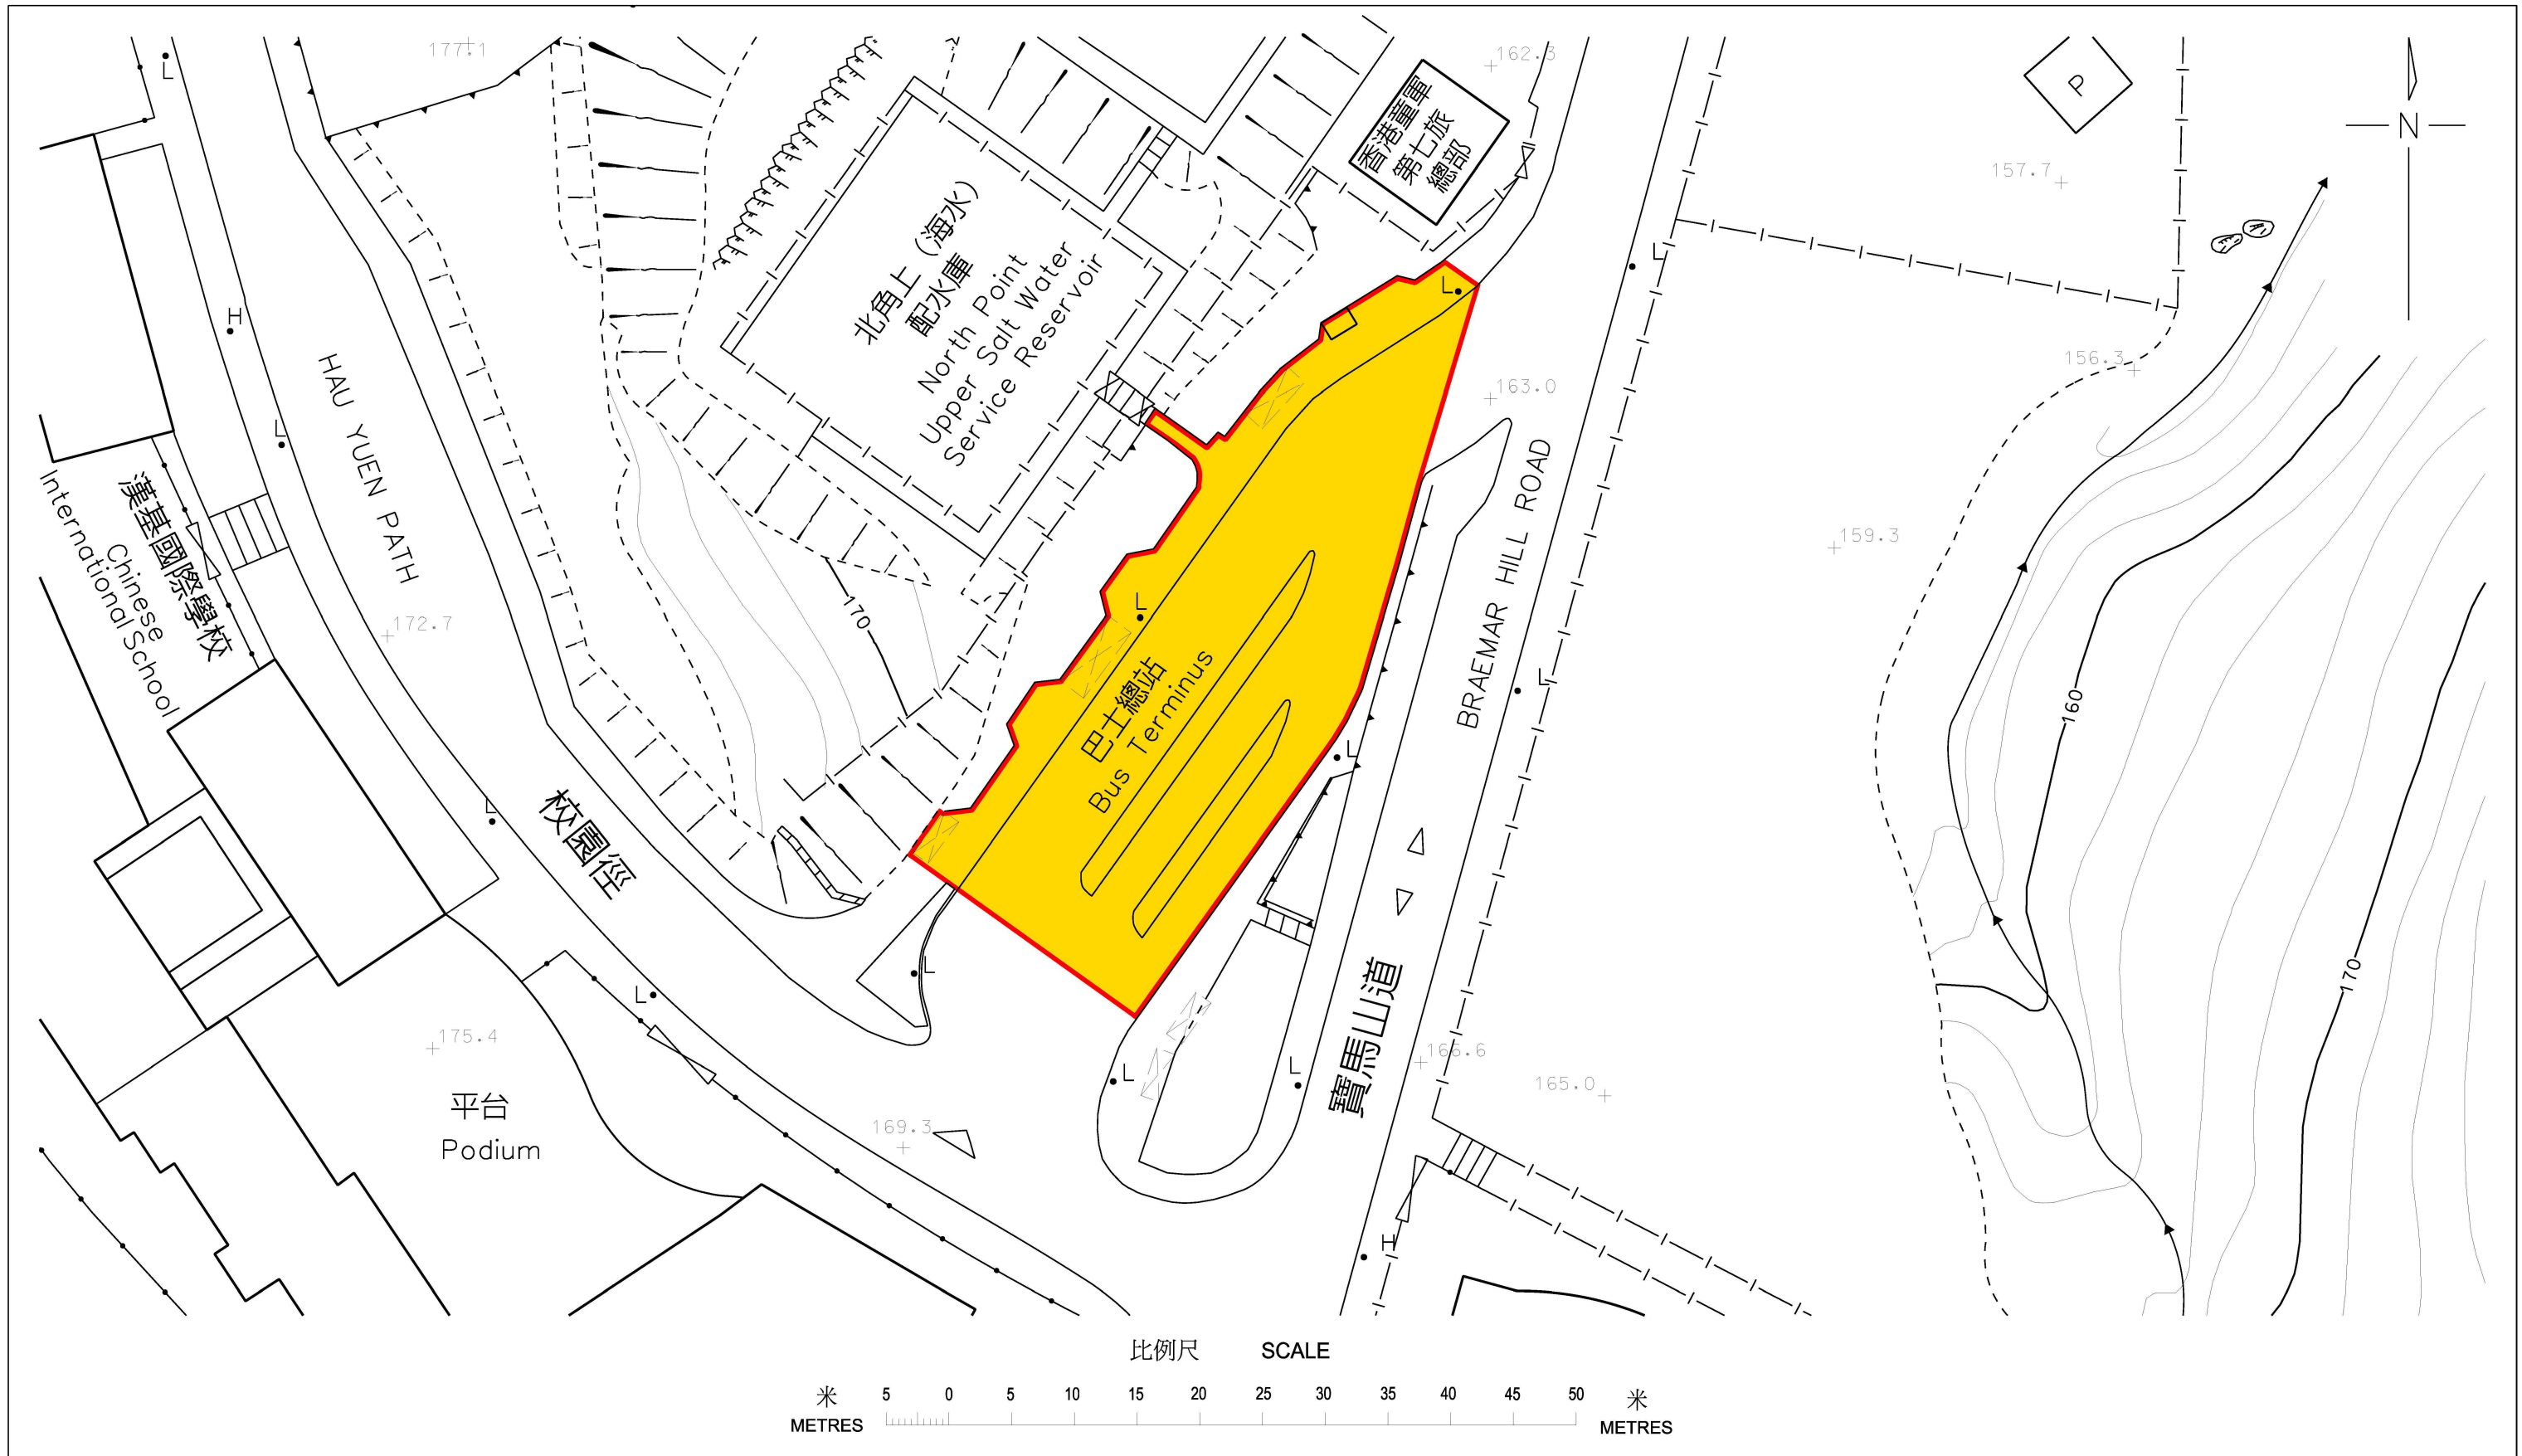 177.1
162.3
L
香港童軍
第七旅
總部
P
N
157.7
北角上（海水）
配水庫
North Point
Upper Salt Water
Service Reservoir
L
L
H
HAU YUEN PATH
156.3
163.0
L
漢基國際學校
Chinese
International School
BRAEMAR HILL ROAD
159.3
L
170
172.7
巴士總站
Bus Terminus
L
160
L
L
校園徑
L
L
寶馬山道
170
175.4
166.6
165.0
L
L
平台
Podium
169.3
H
比例尺 SCALE
米 5 0 5 10 15 20 25 30 35 40 45 50 米
METRES METRES